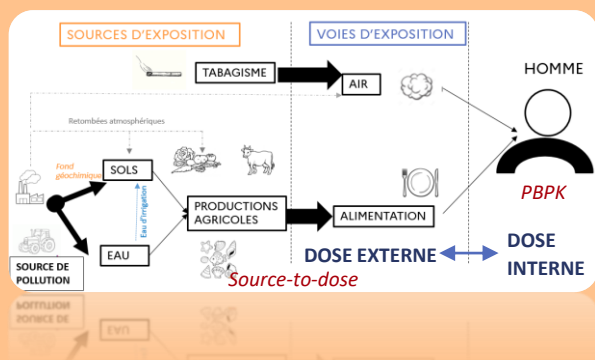 SOURCES D'EXPOSITION
VOIES D'EXPOSITION
TABAGISME
AIR
HOMME
Retombées atmosphériques
Fond
géochimique
SOLS
Eau d'irrigation
PRODUCTIONS
AGRICOLES
ALIMENTATION
PBPK
EAU
SOURCE DE
POLLUTION
Source-to-dose
DOSE EXTERNE
DOSE
INTERNE